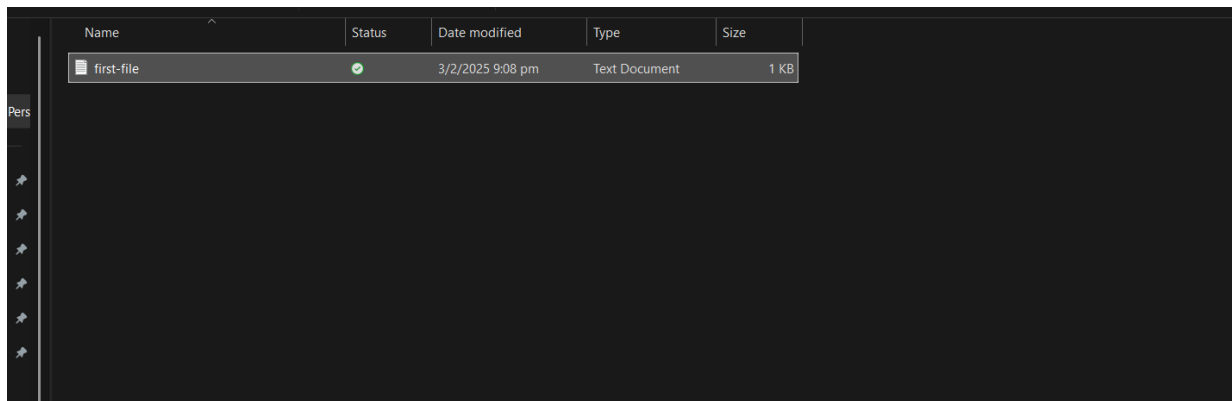 Name Status Date modified Type Size
first-file 3/2/2025 9:08 pm Text Document 1 KB
Pers